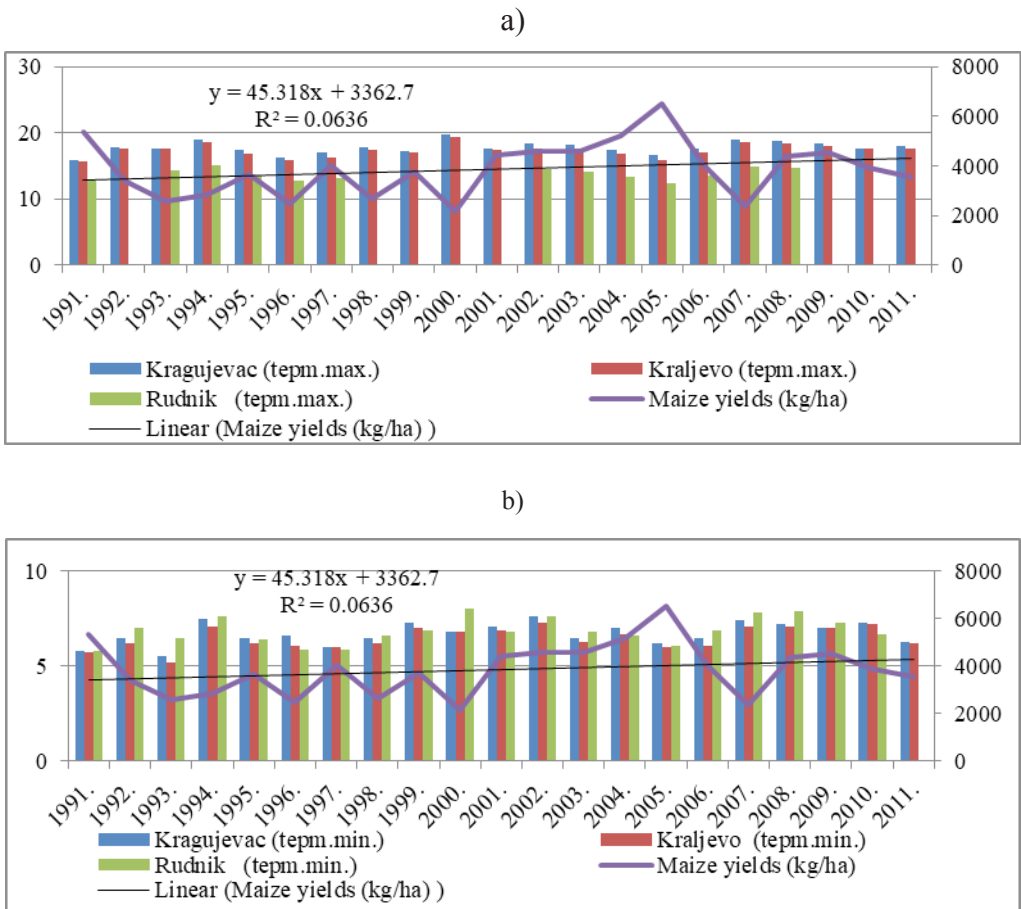 a)
30
20
10
0
8000
6000
4000
2000
0
y = 45.318x + 3362.7
R² = 0.0636
1991. 1992. 1993. 1994. 1995. 1996. 1997. 1998. 1999. 2000. 2001. 2002. 2003. 2004. 2005. 2006. 2007. 2008. 2009. 2010. 2011.
Kragujevac (tepm.max.) Kraljevo (tepm.max.)
Rudnik (tepm.max.) Maize yields (kg/ha)
Linear (Maize yields (kg/ha) )
b)
10
5
0
8000
6000
4000
2000
0
y = 45.318x + 3362.7
R² = 0.0636
1991. 1992. 1993. 1994. 1995. 1996. 1997. 1998. 1999. 2000. 2001. 2002. 2003. 2004. 2005. 2006. 2007. 2008. 2009. 2010. 2011.
Kragujevac (tepm.min.) Kraljevo (tepm.min.)
Rudnik (tepm.min.) Maize yields (kg/ha)
Linear (Maize yields (kg/ha) )